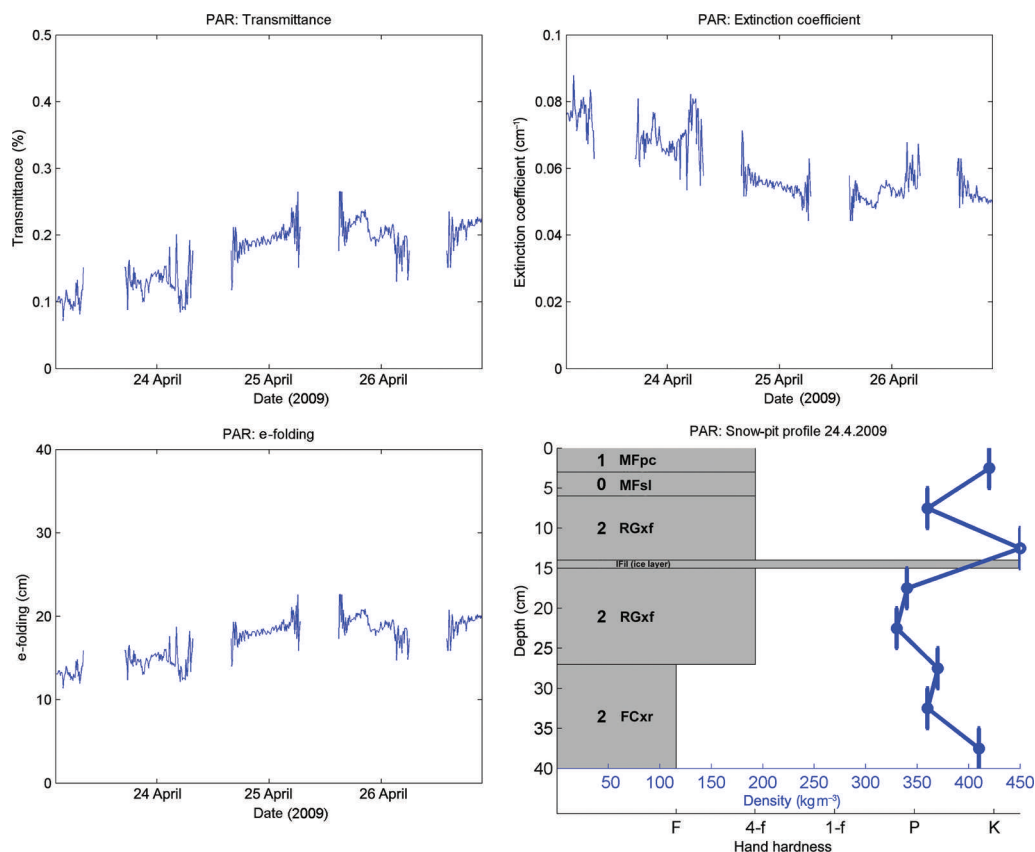 PAR: Transmittance
0.5
0.4
0.3
0.2
0.1
0
Transmittance (%)
24 April
25 April
26 April
Date (2009)
PAR: Extinction coefficient
0.1
0.08
0.06
0.04
0.02
0
Extinction coefficient (cm⁻¹)
24 April
25 April
26 April
Date (2009)
PAR: e-folding
40
30
20
10
0
e-folding (cm)
24 April
25 April
26 April
Date (2009)
PAR: Snow-pit profile 24.4.2009
0
5
10
15
20
25
30
35
40
Depth (cm)
1 MFpc
0 MFsl
2 RGxf
IFil (ice layer)
2 RGxf
2 FCxr
50 100 150 200 250 300 350 400 450
Density (kg m⁻³)
F 4-f 1-f P K
Hand hardness